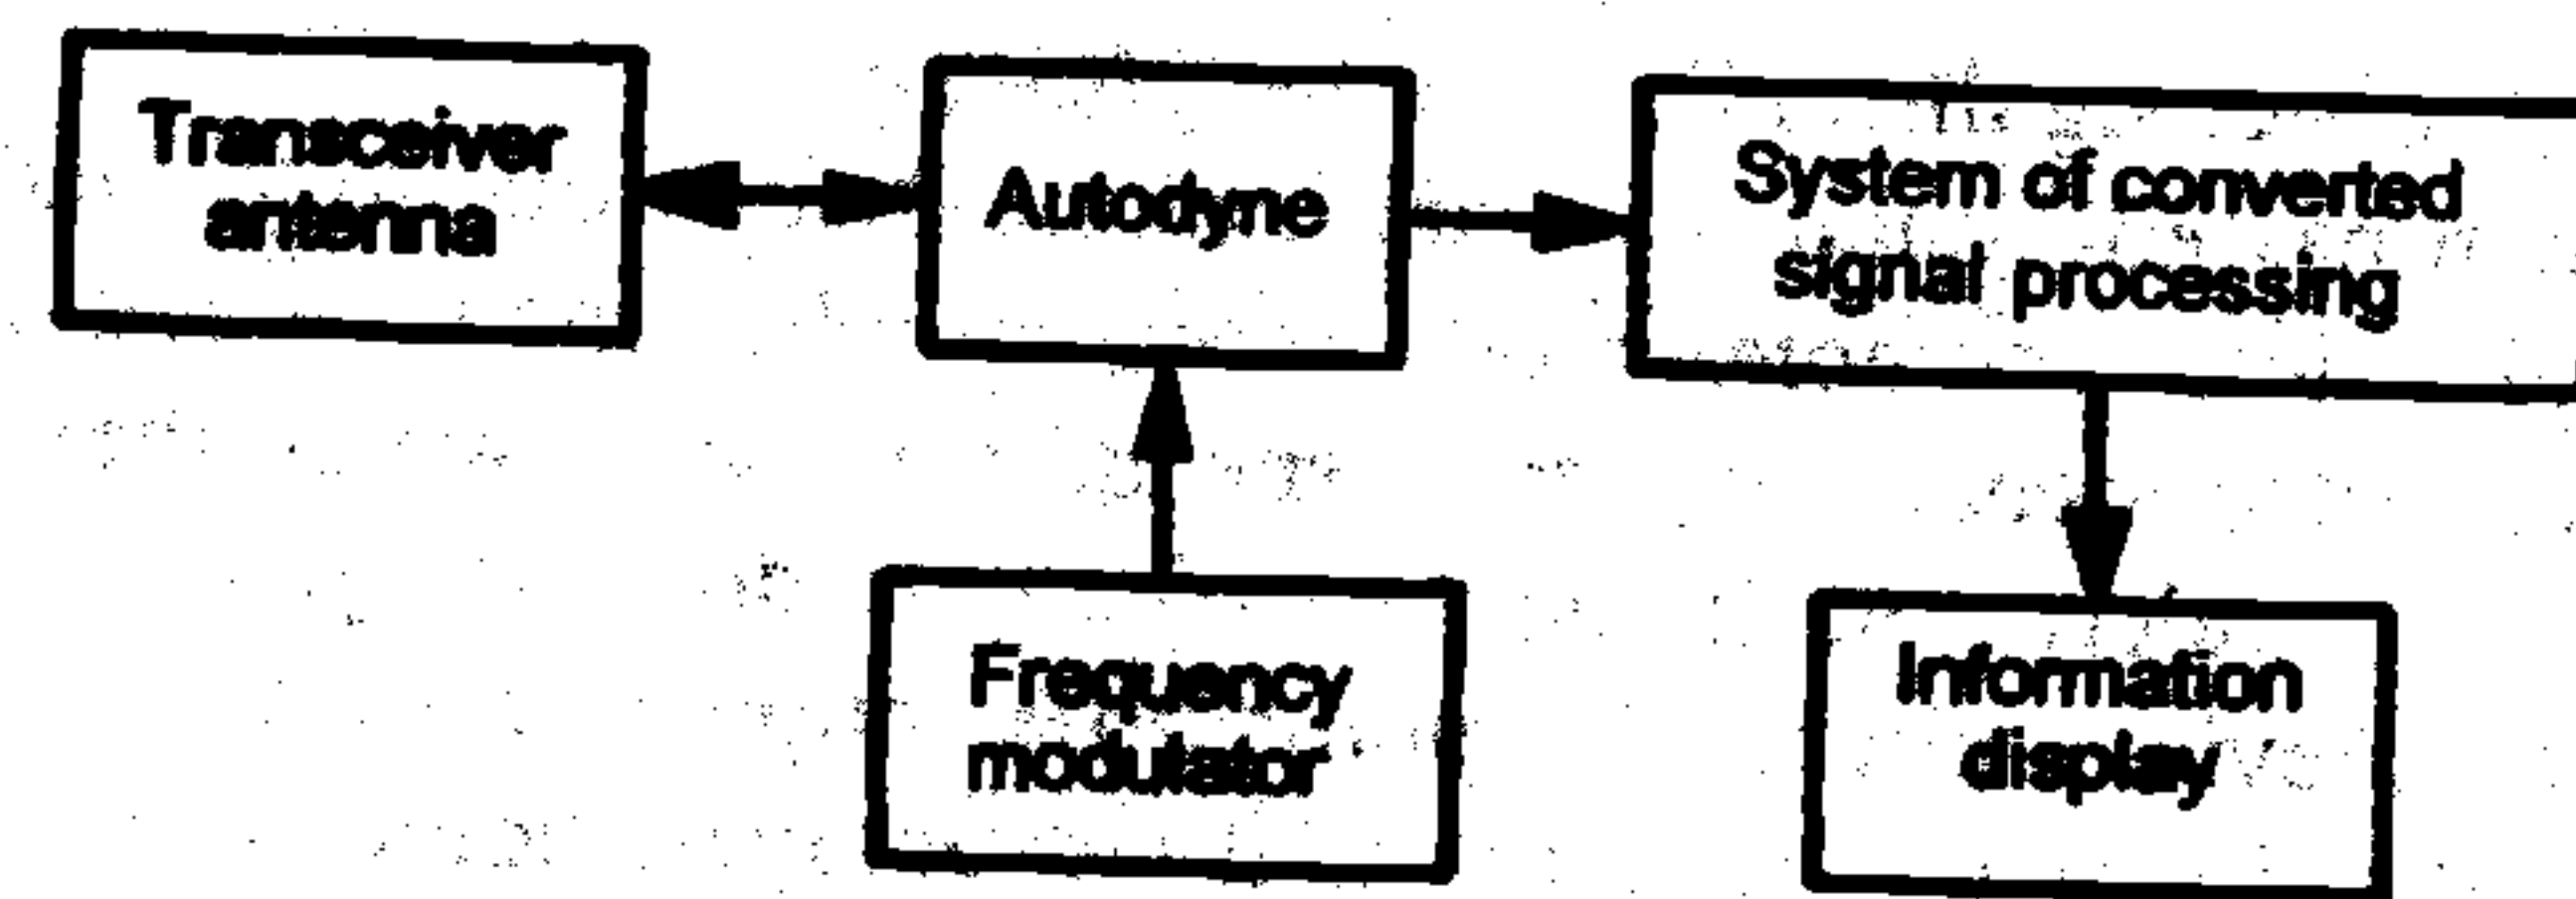 Transceiver
antenna
Autodyne
System of converted
signal processing
Frequency
modulator
Information
display